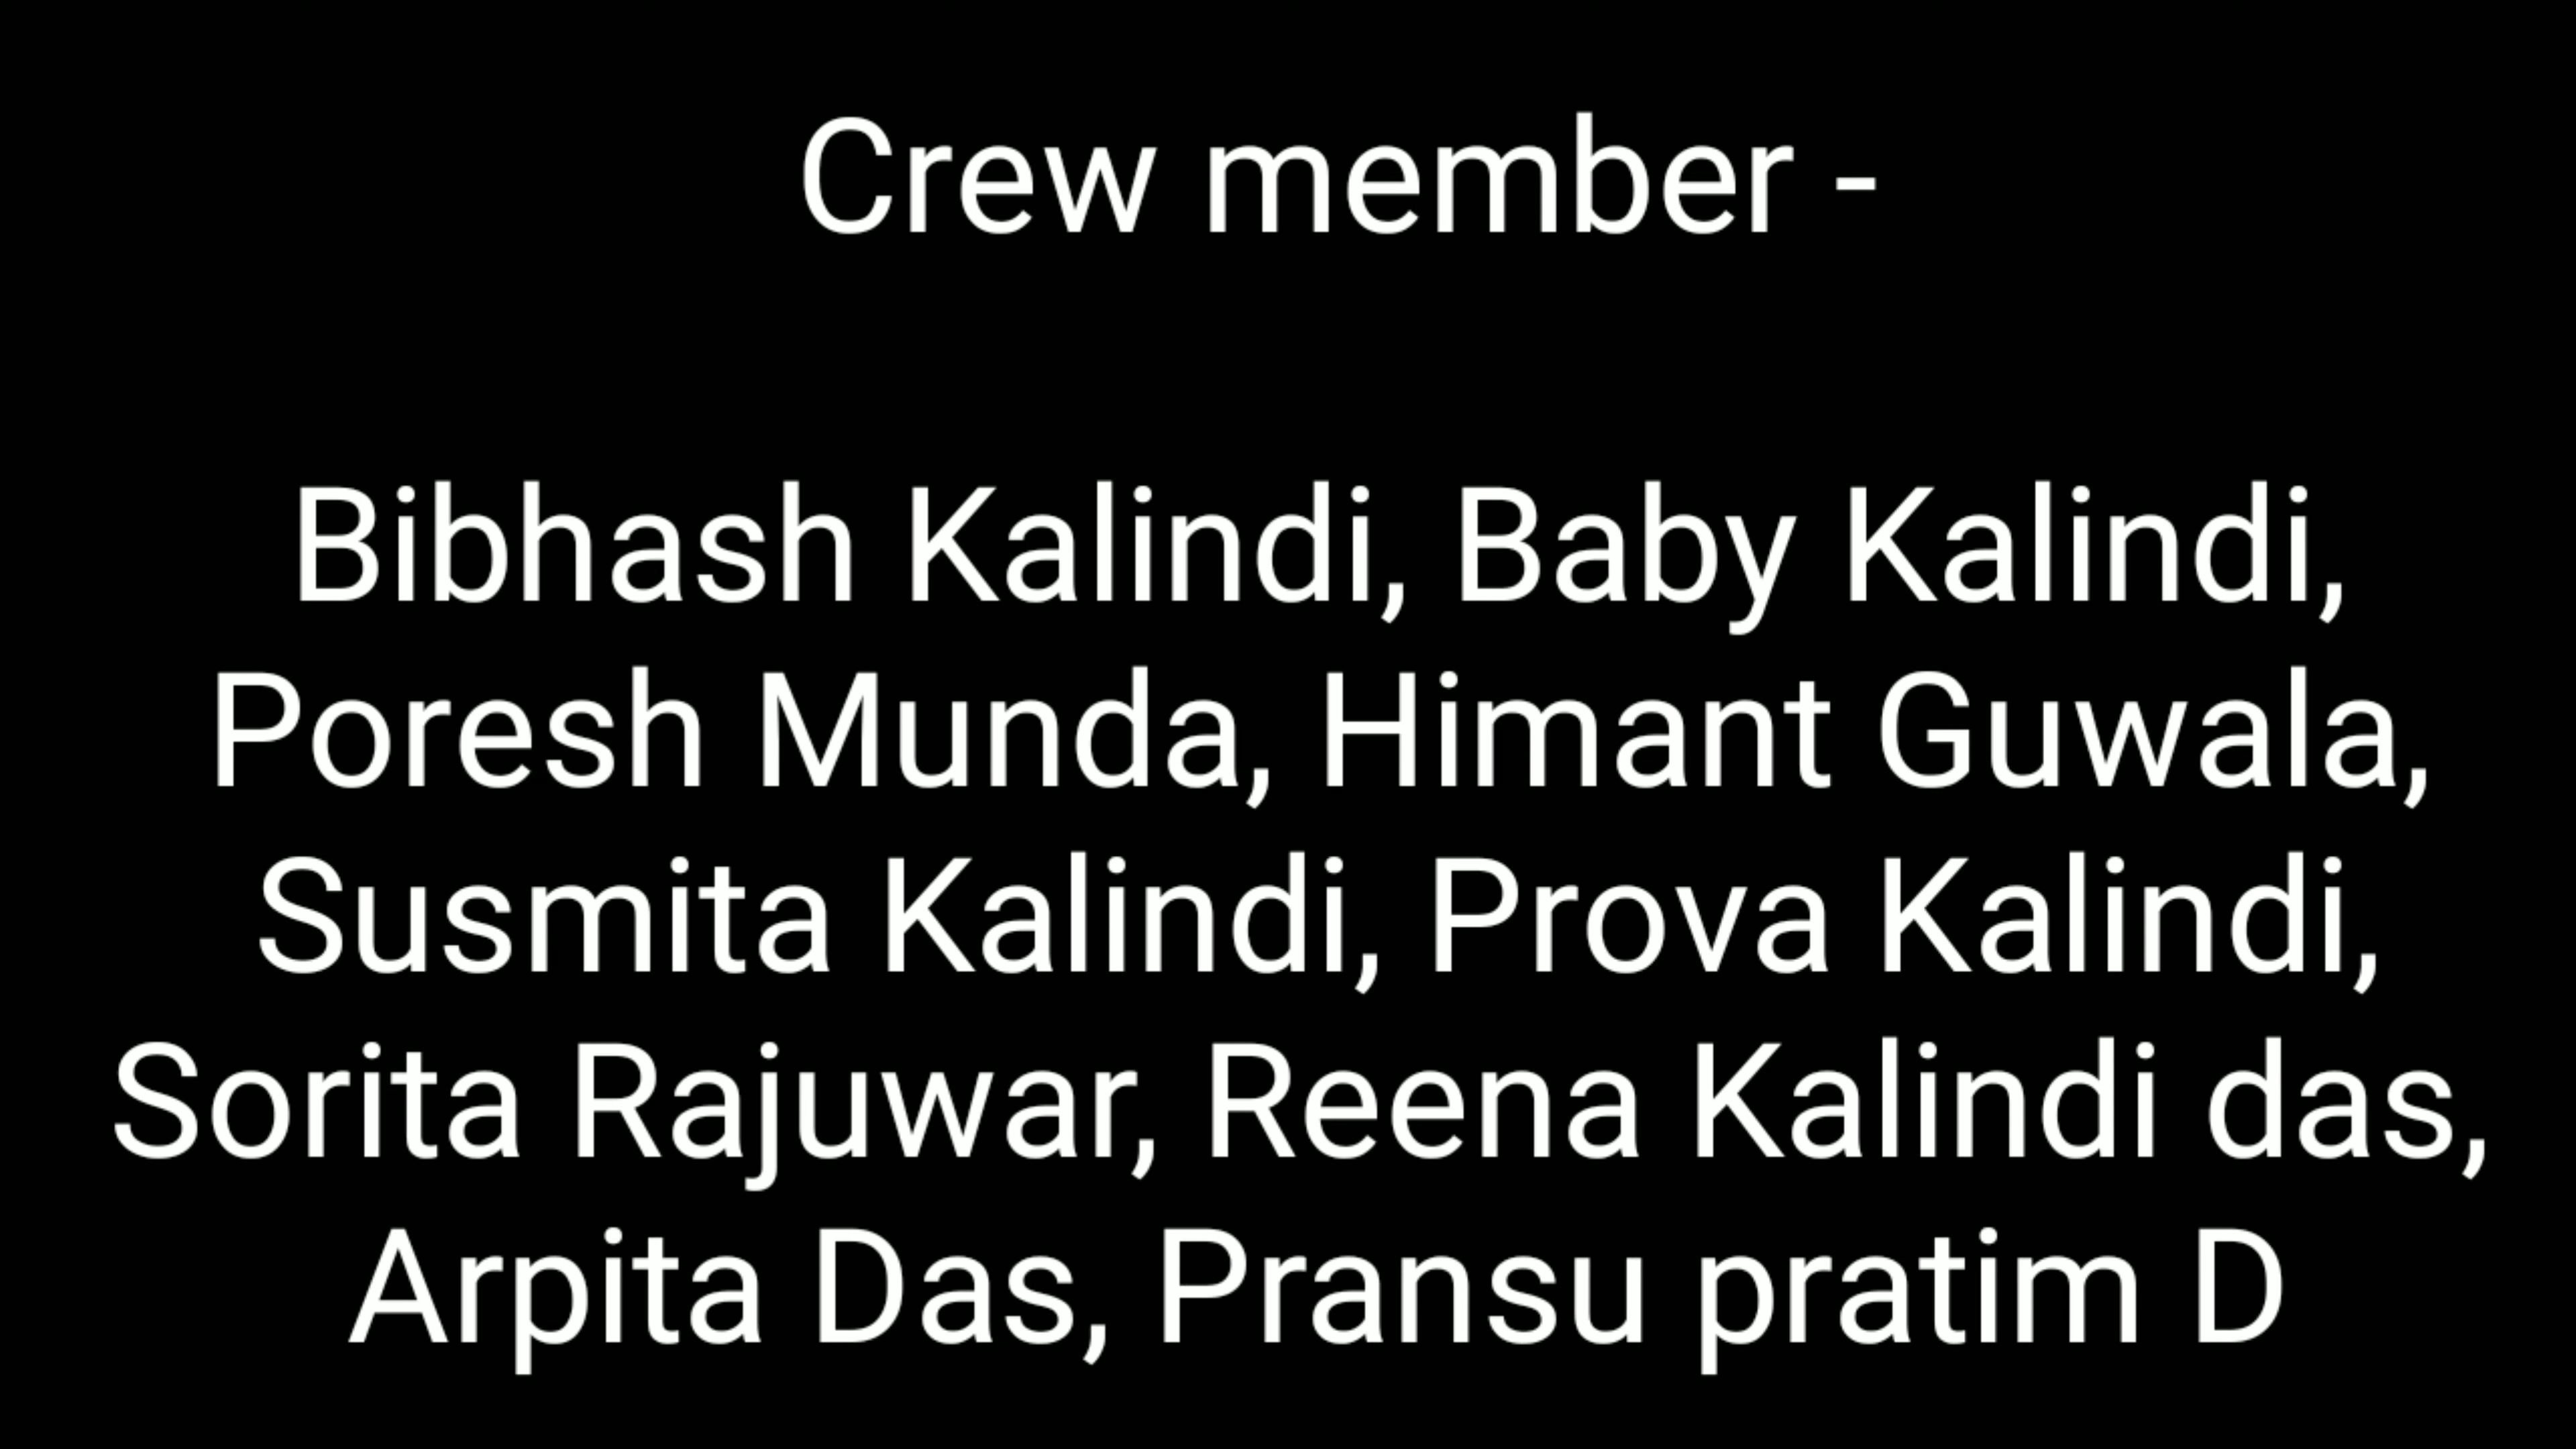 Crew member -
Bibhash Kalindi, Baby Kalindi,
Poresh Munda, Himant Guwala,
Susmita Kalindi, Prova Kalindi,
Sorita Rajuwar, Reena Kalindi das,
Arpita Das, Pransu pratim D